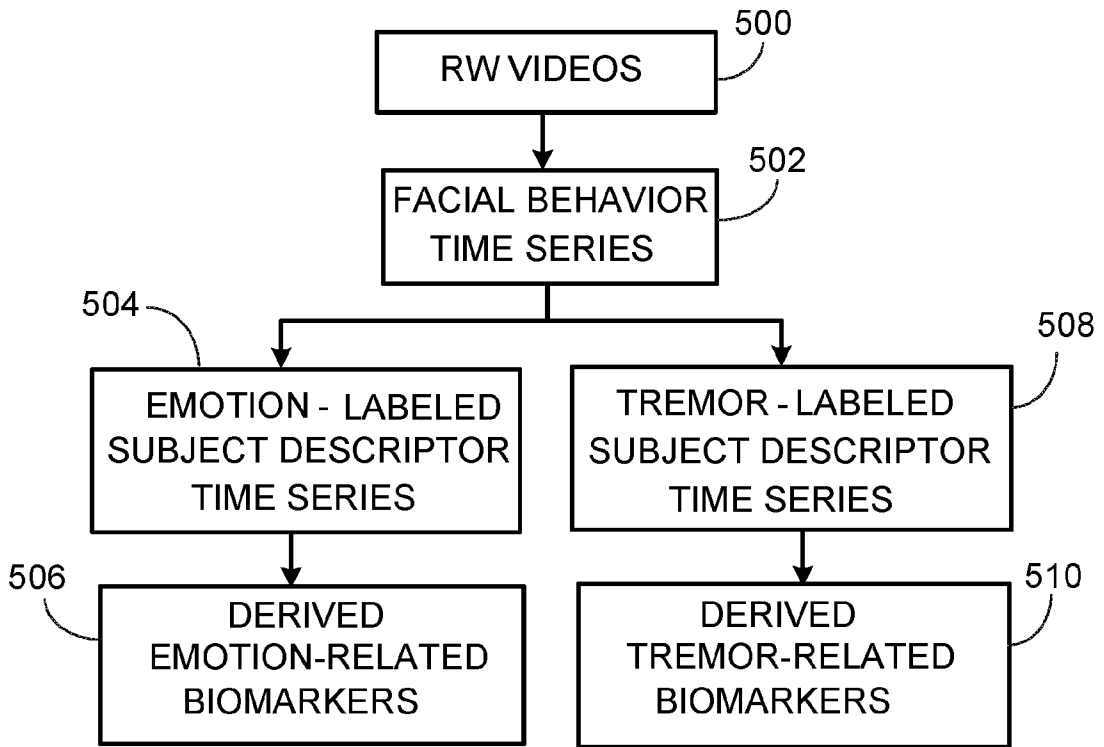 500
RW VIDEOS
502
FACIAL BEHAVIOR
TIME SERIES
504
EMOTION - LABELED
SUBJECT DESCRIPTOR
TIME SERIES
508
TREMOR - LABELED
SUBJECT DESCRIPTOR
TIME SERIES
506
DERIVED
EMOTION-RELATED
BIOMARKERS
510
DERIVED
TREMOR-RELATED
BIOMARKERS